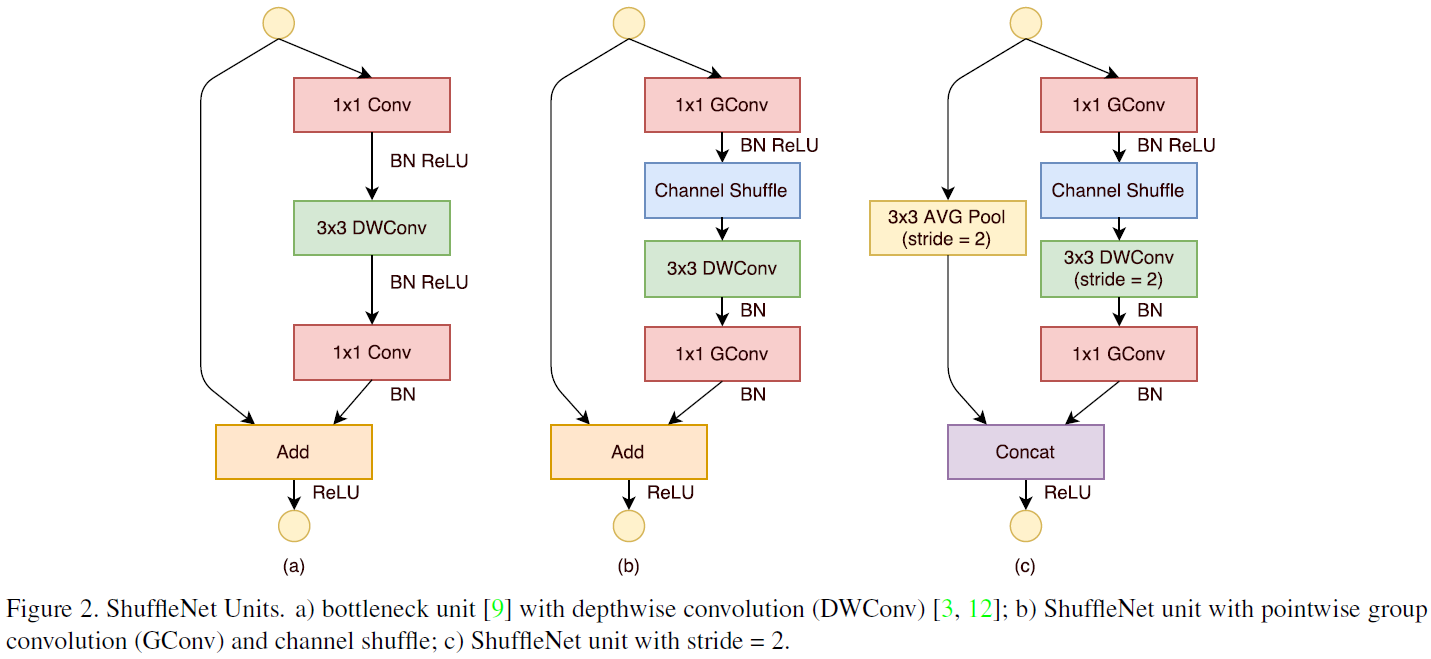 1x1 Conv
BN ReLU
3x3 DWConv
BN ReLU
1x1 Conv
BN
Add
ReLU
(a)
1x1 GConv
BN ReLU
Channel Shuffle
3x3 DWConv
BN
1x1 GConv
BN
Add
ReLU
(b)
3x3 AVG Pool
(stride = 2)
1x1 GConv
BN ReLU
Channel Shuffle
3x3 DWConv
(stride = 2)
BN
1x1 GConv
BN
Concat
ReLU
(c)
Figure 2. ShuffleNet Units. a) bottleneck unit [9] with depthwise convolution (DWConv) [3, 12]; b) ShuffleNet unit with pointwise group
convolution (GConv) and channel shuffle; c) ShuffleNet unit with stride = 2.